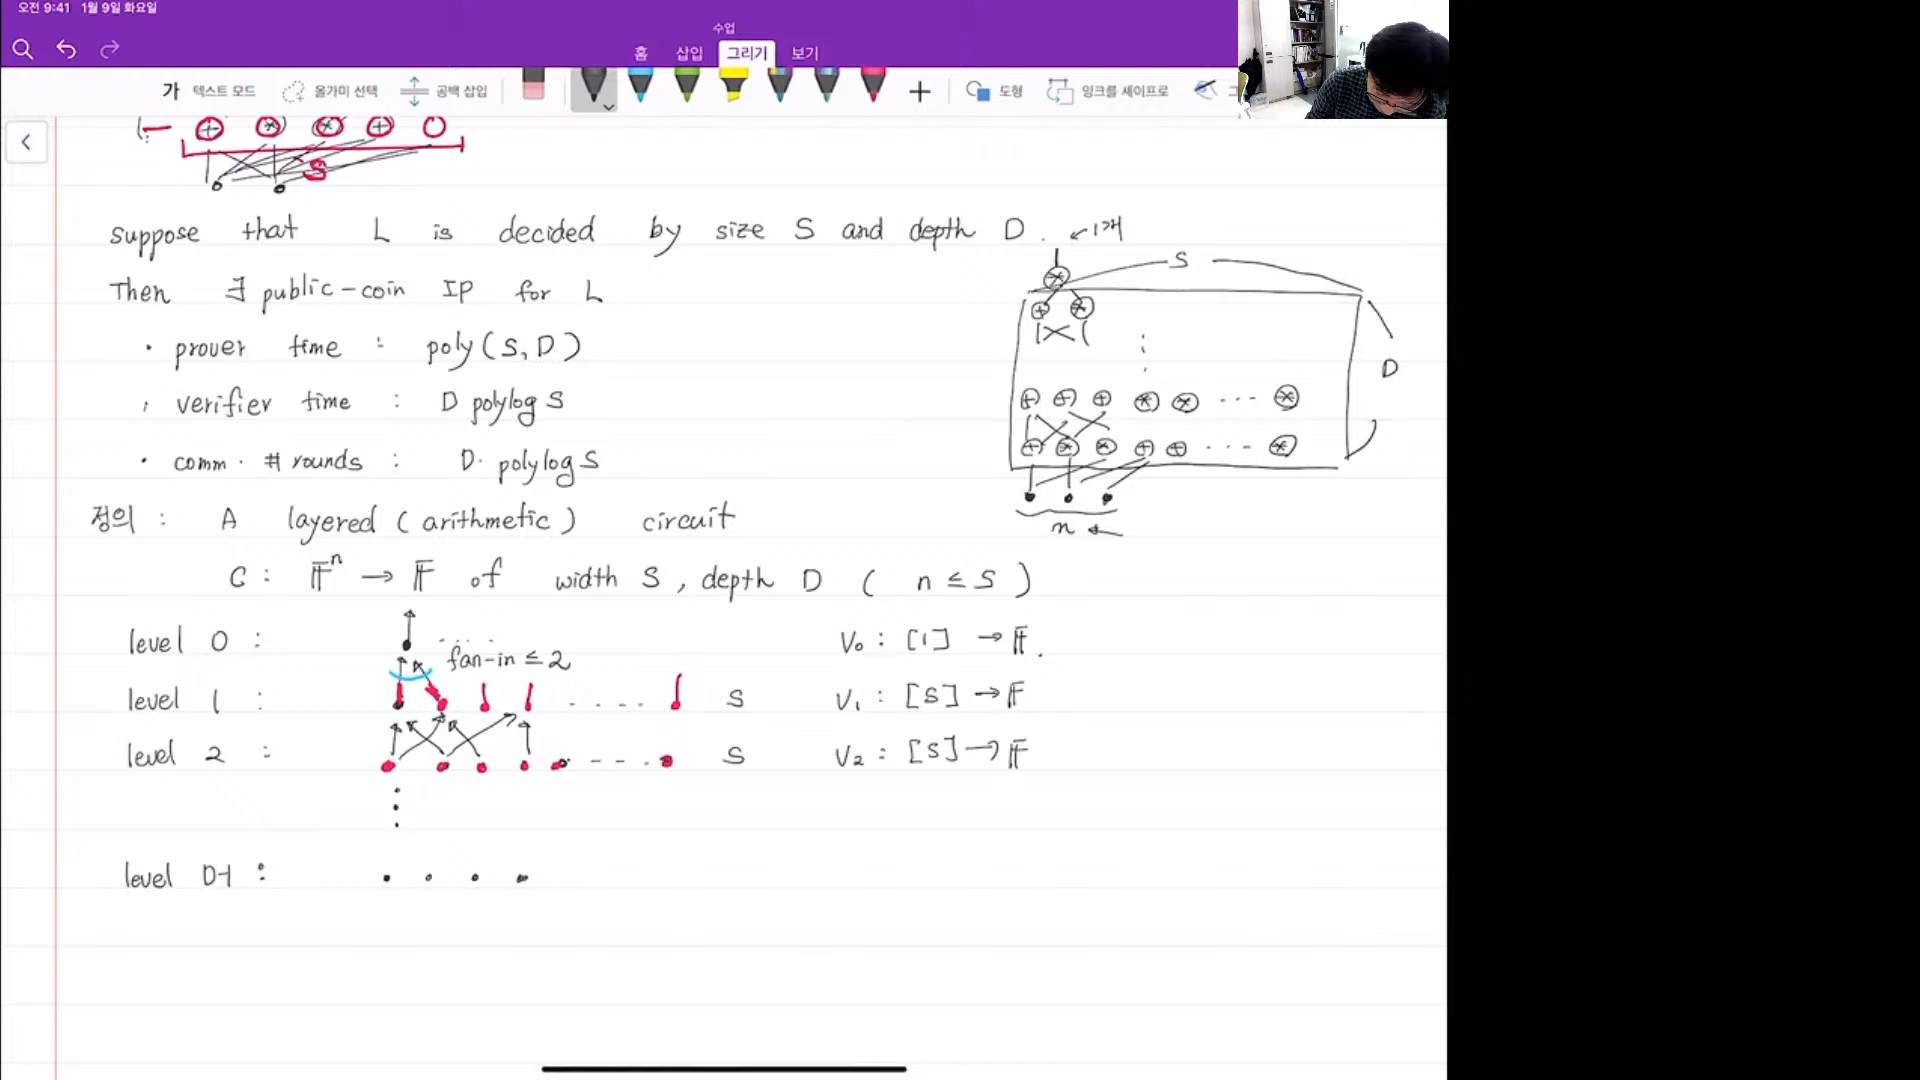 오전 9:41 1월 9일 화요일
수업
홈 삽입 그리기 보기
가 텍스트 모드 올가미 선택 공백 삽입 도형 잉크를 셰이프로 그
S
suppose that L is decided by size S and depth D. ← 1개
Then ∃ public-coin IP for L
· prover time : poly(S, D)
· verifier time : D polylog S
· comm. # rounds : D· polylog S
S
D
n ←
정의 : A layered (arithmetic) circuit
C : 𝔽ⁿ → 𝔽 of width S, depth D ( n ≤ S )
level 0 : ..... V₀ : [1] → 𝔽.
fan-in ≤ 2
level 1 : .... S V₁ : [S] → 𝔽
level 2 : --- . S V₂ : [S] → 𝔽
level D-1 :